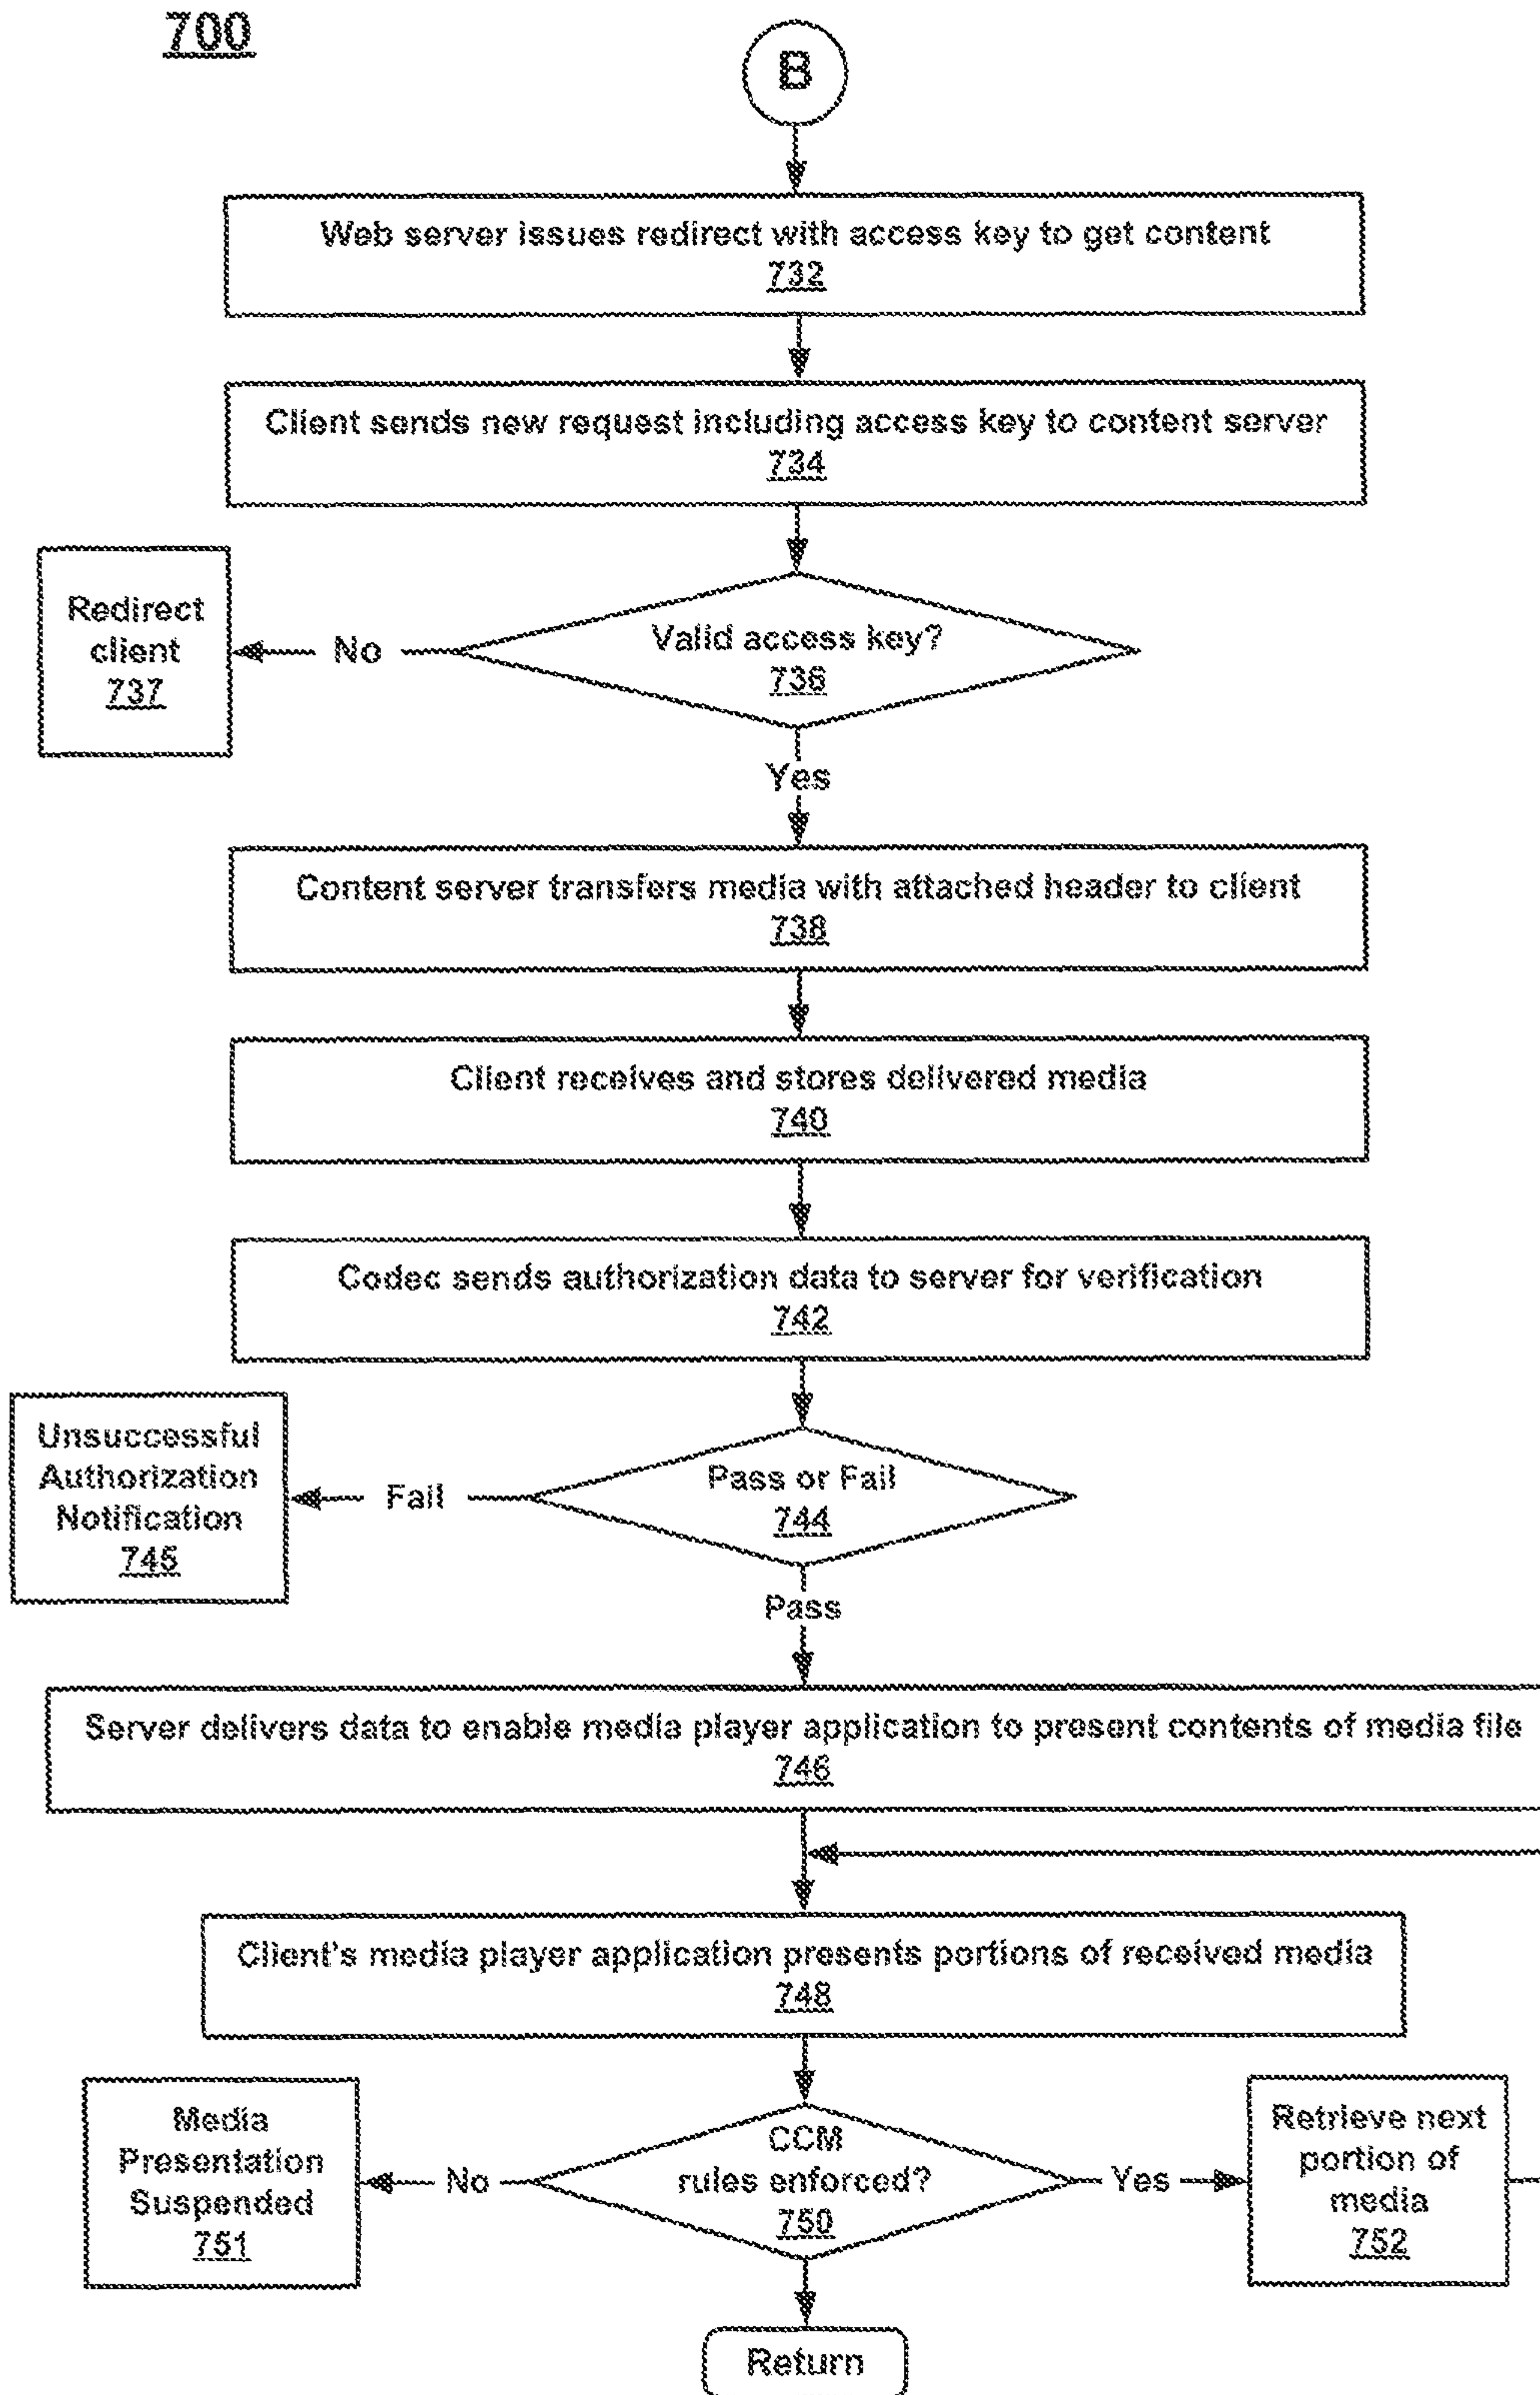 700
B
Web server issues redirect with access key to get content
732
Client sends new request including access key to content server
734
Redirect
client
737
No
Valid access key?
736
Yes
Content server transfers media with attached header to client
738
Client receives and stores delivered media
740
Codec sends authorization data to server for verification
742
Unsuccessful
Authorization
Notification
745
Fail
Pass or Fail
744
Pass
Server delivers data to enable media player application to present contents of media file
746
Client's media player application presents portions of received media
748
Media
Presentation
Suspended
751
No
CCM
rules enforced?
750
Yes
Retrieve next
portion of
media
752
Return